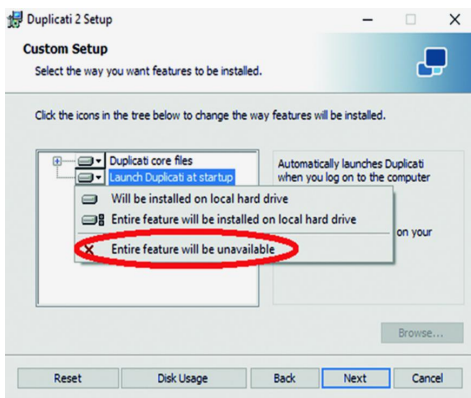 Duplicati 2 Setup
Custom Setup
Select the way you want features to be installed.
Click the icons in the tree below to change the way features will be installed.
Duplicati core files
Launch Duplicati at startup
Automatically launches Duplicati
when you log on to the computer
Will be installed on local hard drive
Entire feature will be installed on local hard drive
on your
Entire feature will be unavailable
Browse...
Reset
Disk Usage
Back
Next
Cancel